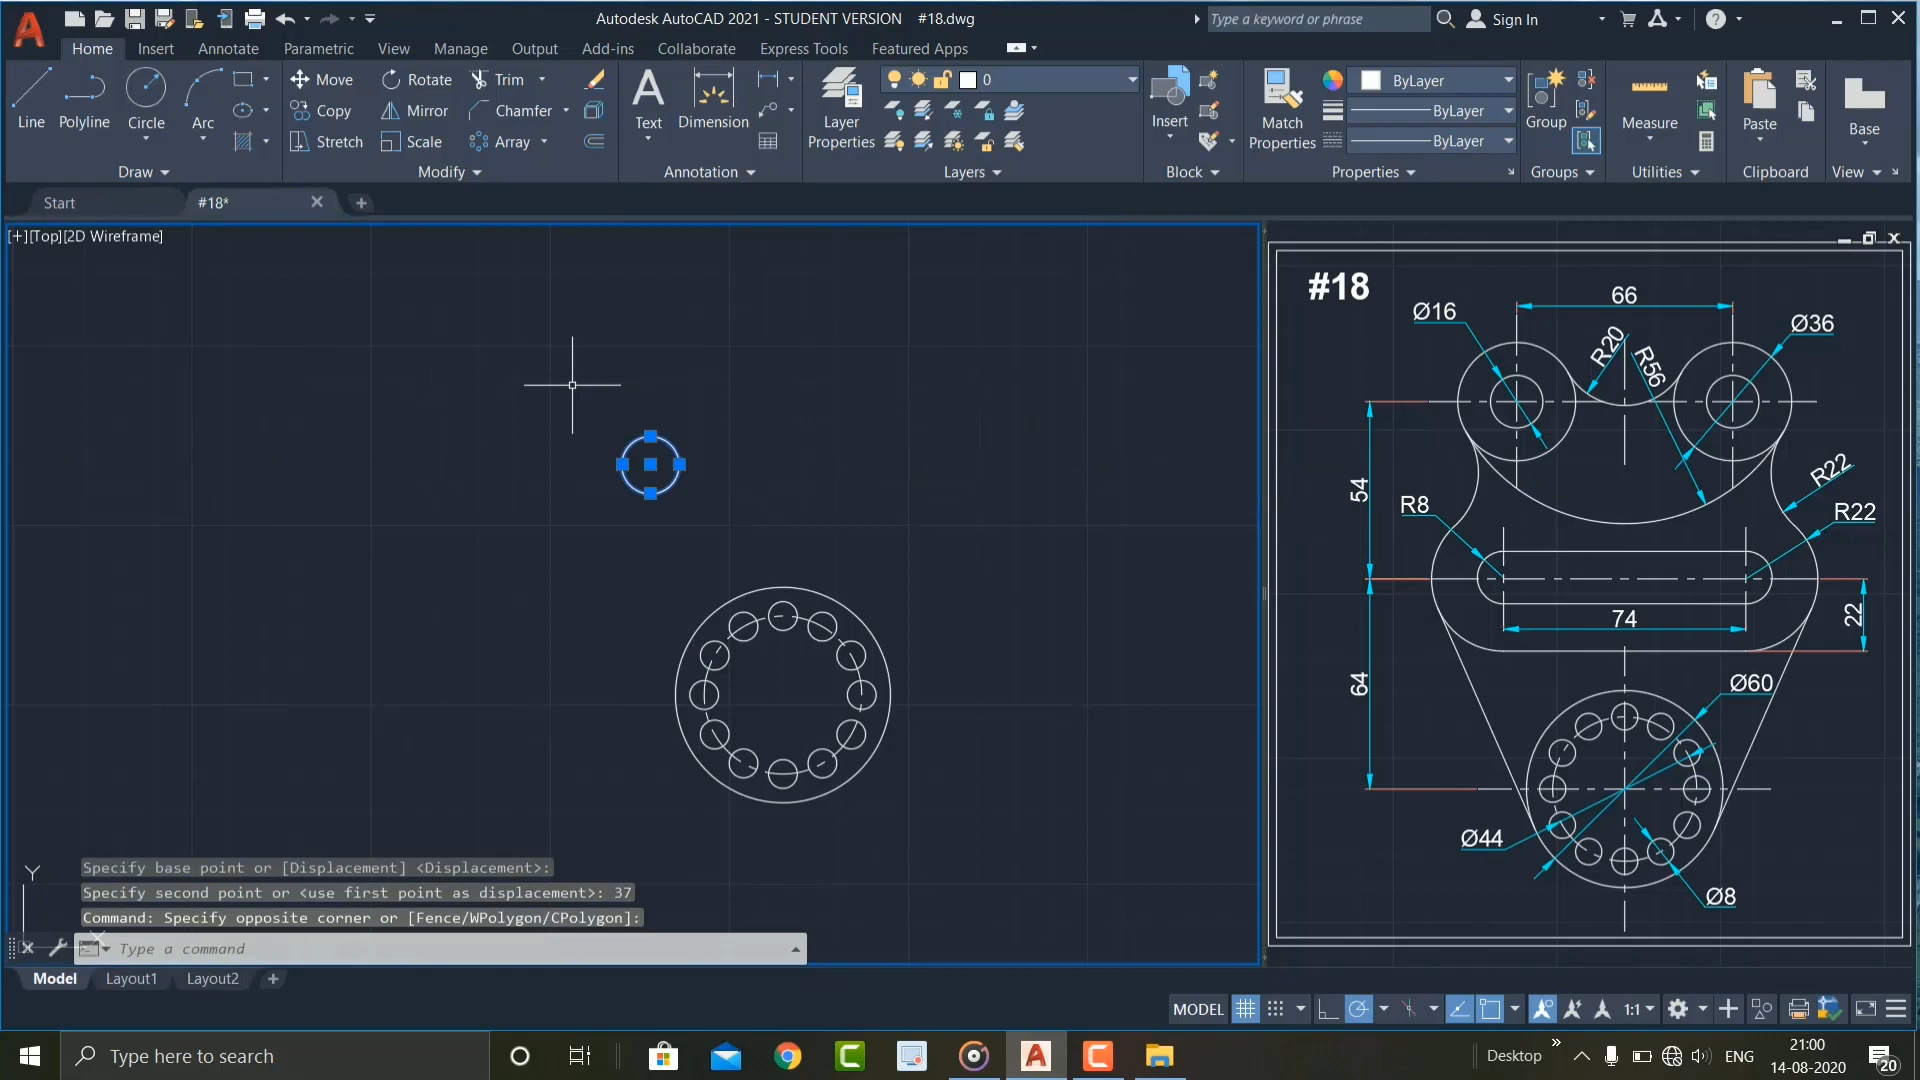 Autodesk AutoCAD 2021 - STUDENT VERSION #18.dwg
Type a keyword or phrase
Sign In
Home Insert Annotate Parametric View Manage Output Add-ins Collaborate Express Tools Featured Apps
Line Polyline Circle Arc
Move Rotate Trim
Copy Mirror Chamfer
Stretch Scale Array
Text Dimension
Layer Properties
0
Insert
Match Properties
ByLayer
ByLayer
ByLayer
Group
Measure
Paste
Base
Draw Modify Annotation Layers Block Properties Groups Utilities Clipboard View
Start #18*
[+][Top][2D Wireframe]
#18
66
Ø16
Ø36
R20
R56
54
R8
R22
R22
74
22
64
Ø60
Ø44
Ø8
Y
X
Specify base point or [Displacement] <Displacement>:
Specify second point or <use first point as displacement>: 37
Command: Specify opposite corner or [Fence/WPolygon/CPolygon]:
Type a command
Model Layout1 Layout2
MODEL 1:1
Type here to search
Desktop
ENG
21:00
14-08-2020
20